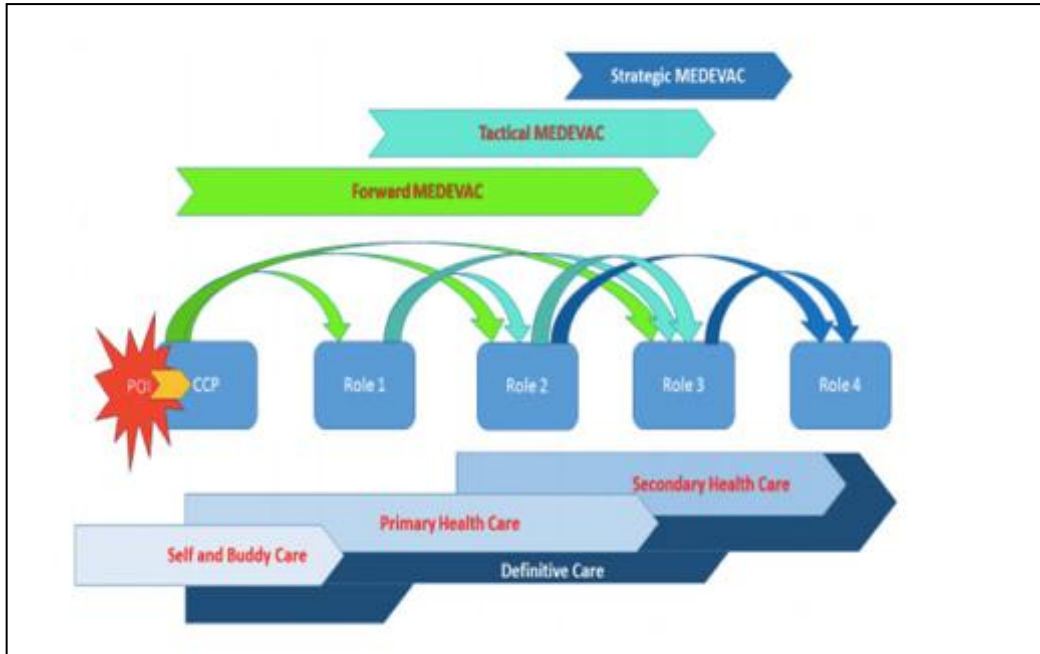 Strategic MEDEVAC
Tactical MEDEVAC
Forward MEDEVAC
POI
CCP
Role 1
Role 2
Role 3
Role 4
Secondary Health Care
Primary Health Care
Self and Buddy Care
Definitive Care